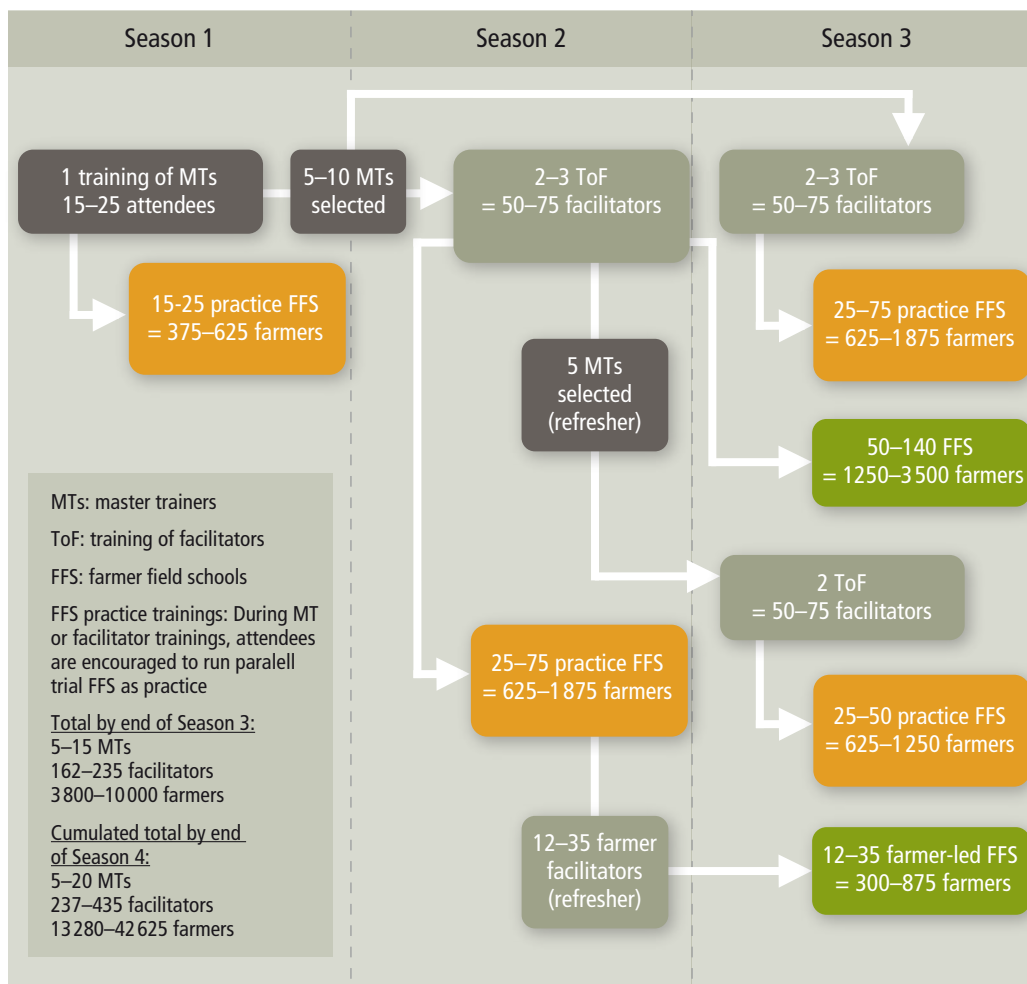 Season 1
Season 2
Season 3
1 training of MTs
15–25 attendees
5–10 MTs
selected
2–3 ToF
= 50–75 facilitators
2–3 ToF
= 50–75 facilitators
15-25 practice FFS
= 375–625 farmers
25–75 practice FFS
= 625–1 875 farmers
5 MTs
selected
(refresher)
50–140 FFS
= 1250–3 500 farmers
2 ToF
= 50–75 facilitators
25–75 practice FFS
= 625–1 875 farmers
25–50 practice FFS
= 625–1 250 farmers
12–35 farmer
facilitators
(refresher)
12–35 farmer-led FFS
= 300–875 farmers
MTs: master trainers
ToF: training of facilitators
FFS: farmer field schools
FFS practice trainings: During MT
or facilitator trainings, attendees
are encouraged to run paralell
trial FFS as practice
Total by end of Season 3:
5–15 MTs
162–235 facilitators
3 800–10 000 farmers
Cumulated total by end
of Season 4:
5–20 MTs
237–435 facilitators
13 280–42 625 farmers